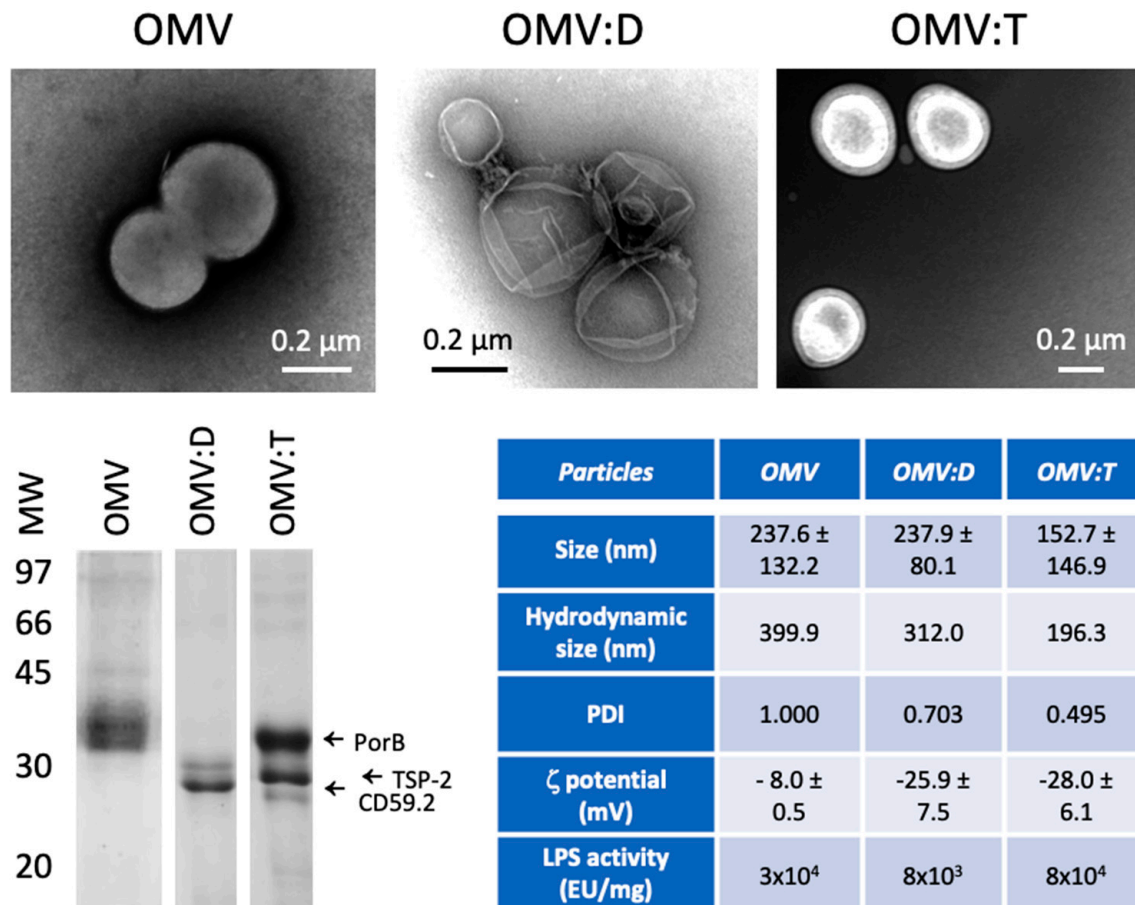 OMV
OMV:D
OMV:T
0.2 µm
0.2 µm
0.2 µm
MW
OMV
OMV:D
OMV:T
97
66
45
30
20
← PorB
← TSP-2
← CD59.2
Particles OMV OMV:D OMV:T
Size (nm) 237.6 ± 132.2 237.9 ± 80.1 152.7 ± 146.9
Hydrodynamic size (nm) 399.9 312.0 196.3
PDI 1.000 0.703 0.495
ζ potential (mV) - 8.0 ± 0.5 -25.9 ± 7.5 -28.0 ± 6.1
LPS activity (EU/mg) 3x10⁴ 8x10³ 8x10⁴